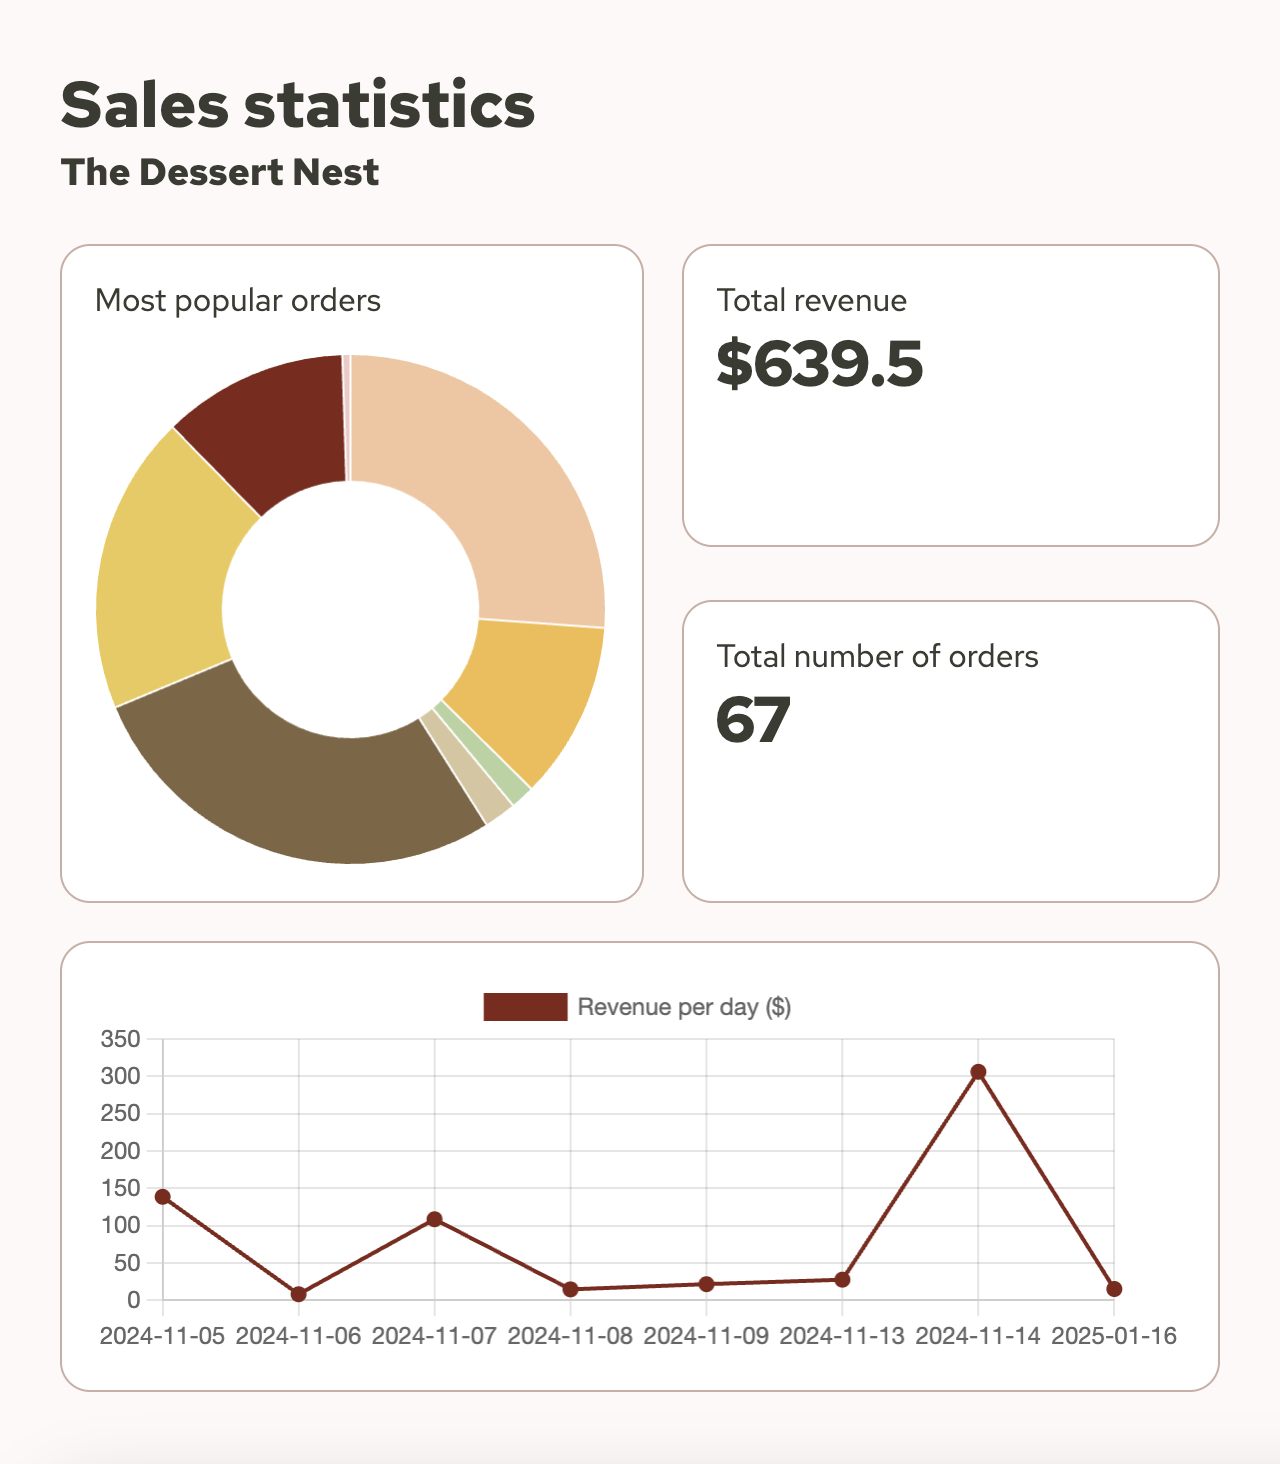 Sales statistics
The Dessert Nest
Most popular orders
Total revenue
$639.5
Total number of orders
67
Revenue per day ($)
350
300
250
200
150
100
50
0
2024-11-05 2024-11-06 2024-11-07 2024-11-08 2024-11-09 2024-11-13 2024-11-14 2025-01-16